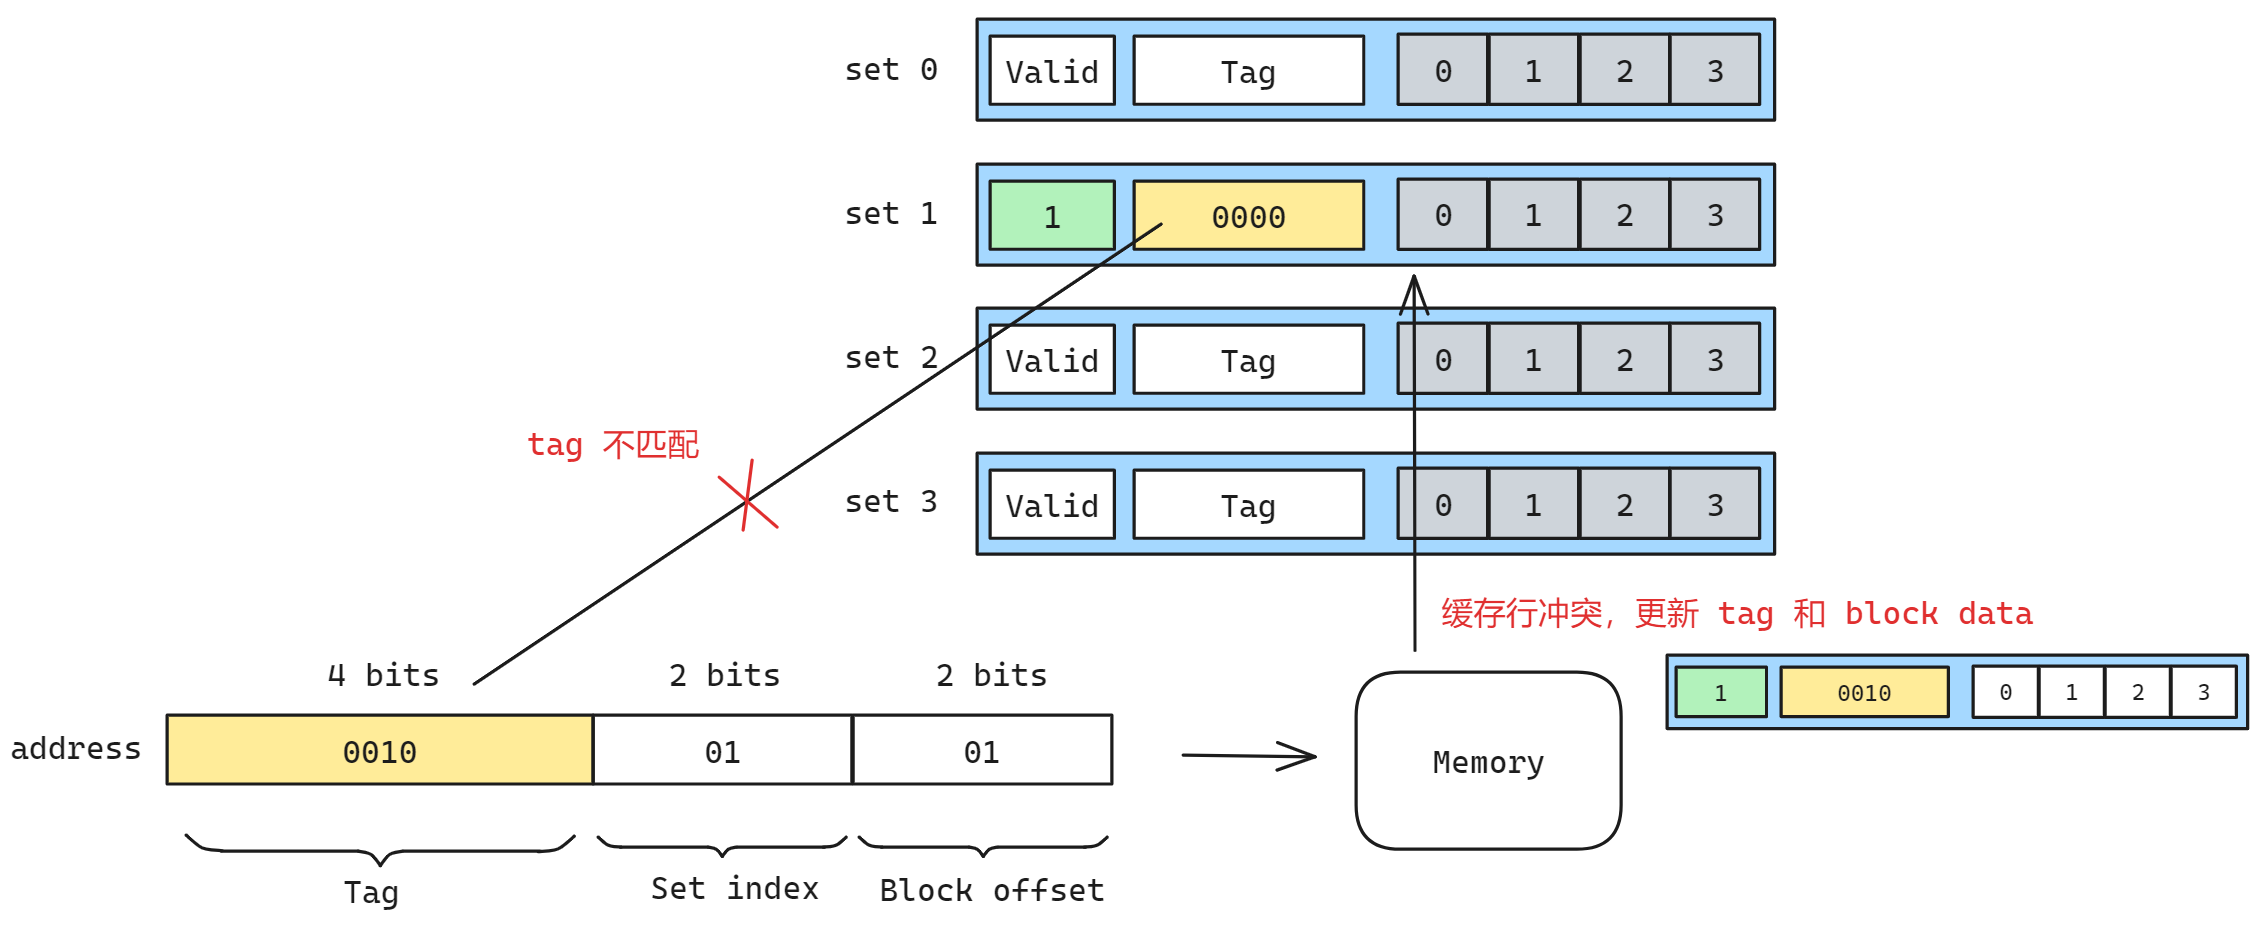 set 0 Valid Tag 0 1 2 3
set 1 1 0000 0 1 2 3
set 2 Valid Tag 0 1 2 3
tag 不匹配
set 3 Valid Tag 0 1 2 3
缓存行冲突，更新 tag 和 block data
4 bits 2 bits 2 bits
1 0010 0 1 2 3
address 0010 01 01
Memory
Tag Set index Block offset